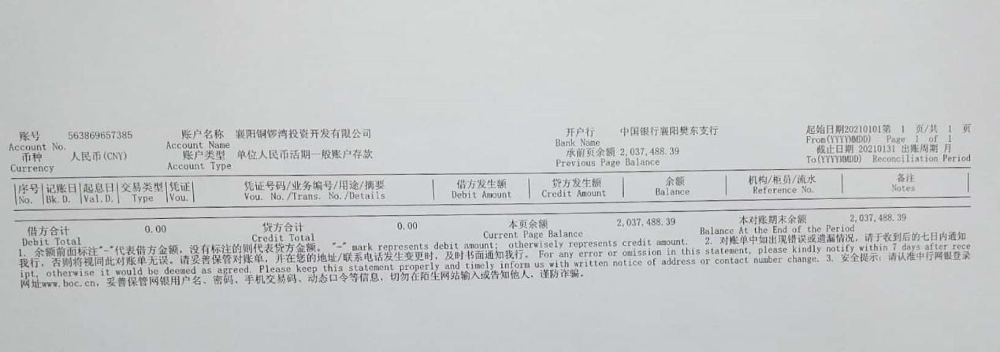 账号 563869657385 账户名称 襄阳铜锣湾投资开发有限公司 开户行 中国银行襄阳樊东支行 起始日期20210101第 1 页/共 1 页
Account No. Account Name Bank Name From(YYYYMMDD) Page 1 of 1
币种 人民币(CNY) 账户类型 单位人民币活期一般账户存款 承前页余额 2,037,488.39 截止日期 20210131 出账周期 月
Currency Account Type Previous Page Balance To(YYYYMMDD) Reconciliation Period
序号 记账日 起息日 交易类型 凭证 凭证号码/业务编号/用途/摘要 借方发生额 贷方发生额 余额 机构/柜员/流水 备注
No. Bk.D. Val.D. Type Vou. Vou. No./Trans. No./Details Debit Amount Credit Amount Balance Reference No. Notes
借方合计 0.00 贷方合计 0.00 本页余额 2,037,488.39 本对账期末余额 2,037,488.39
Debit Total Credit Total Current Page Balance Balance At the End of the Period
1. 余额前面标注"-"代表借方金额，没有标注的则代表贷方金额。 "-" mark represents debit amount; otherwisely represents credit amount. 2. 对账单中如出现错误或遗漏情况，请于收到后的七日内通知
我行，否则将视同此对账单无误。请妥善保管对账单，并在您的地址/联系电话发生变更时，及时书面通知我行。 For any error or omission in this statement, please kindly notify within 7 days after rece
ipt, otherwise it would be deemed as agreed. Please keep this statement properly and timely inform us with written notice of address or contact number change. 3. 安全提示：请认准中行网银登录
网址www.boc.cn，妥善保管网银用户名、密码、手机交易码、动态口令等信息，切勿在陌生网站输入或告知他人，谨防诈骗。